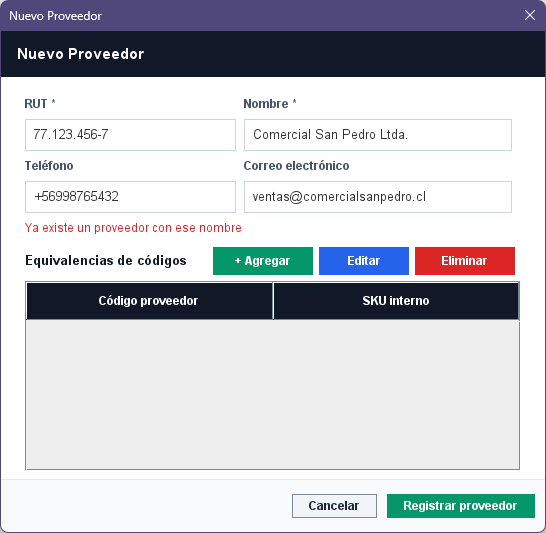 Nuevo Proveedor
Nuevo Proveedor
RUT * Nombre *
77.123.456-7 Comercial San Pedro Ltda.
Teléfono Correo electrónico
+56998765432 ventas@comercialsanpedro.cl
Ya existe un proveedor con ese nombre
Equivalencias de códigos + Agregar Editar Eliminar
Código proveedor SKU interno
Cancelar Registrar proveedor